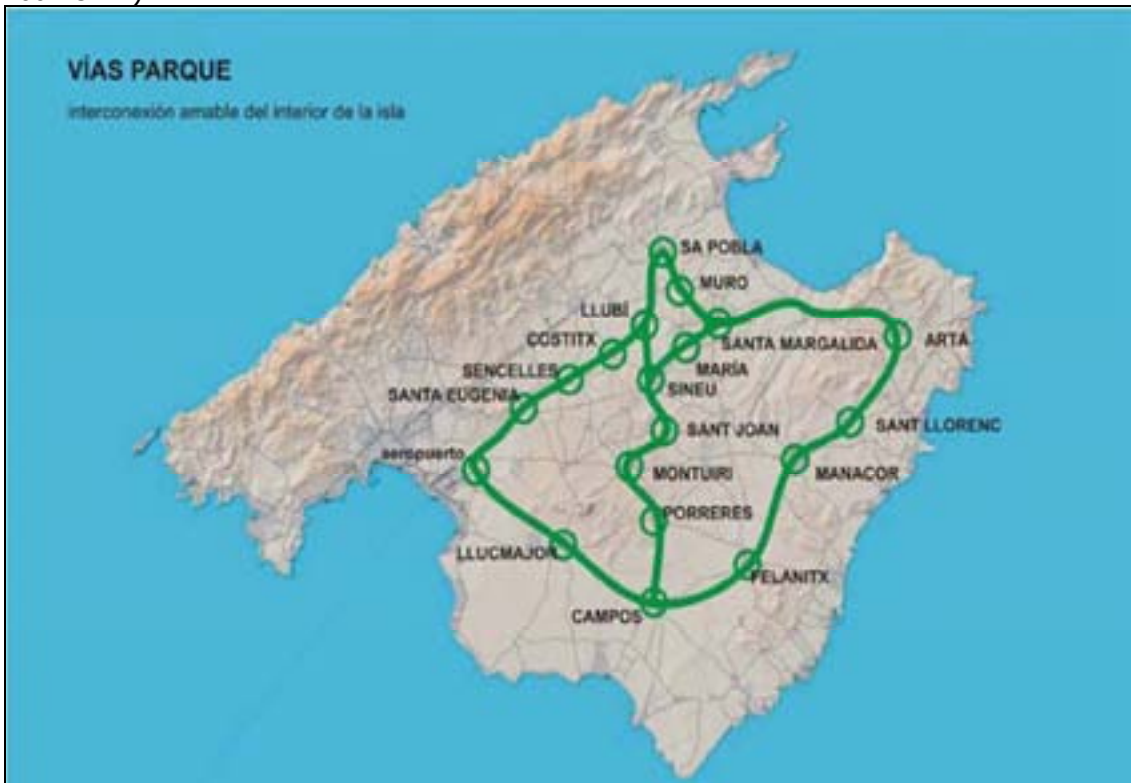 VÍAS PARQUE
interconexión amable del interior de la isla
SA POBLA
MURO
LLUBÍ
COSTITX
SANTA MARGALIDA
ARTA
MARÍA
SENCELLES
SINEU
SANTA EUGENIA
SANT JOAN
SANT LLORENC
aeropuerto
MONTUIRI
MANACOR
PORRERES
LLUCMAJOR
FELANITX
CAMPOS